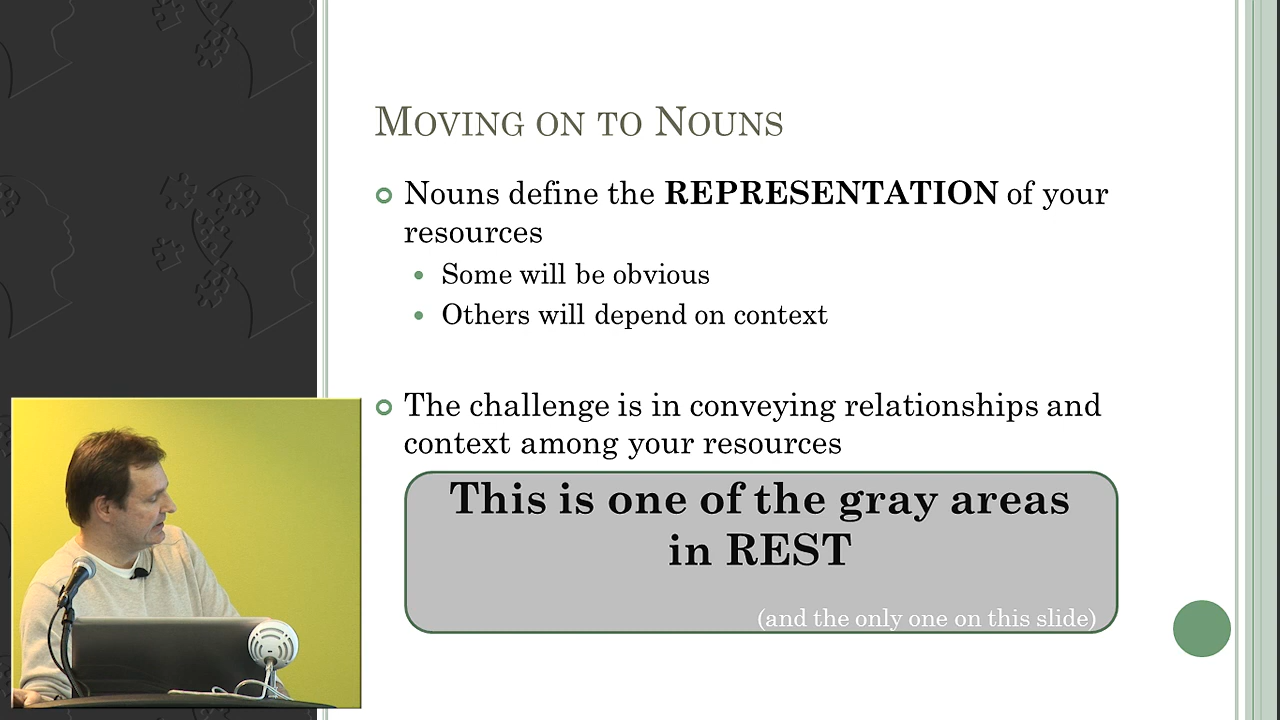 Moving on to Nouns
Nouns define the REPRESENTATION of your
resources
Some will be obvious
Others will depend on context
The challenge is in conveying relationships and
context among your resources
This is one of the gray areas
in REST
(and the only one on this slide)